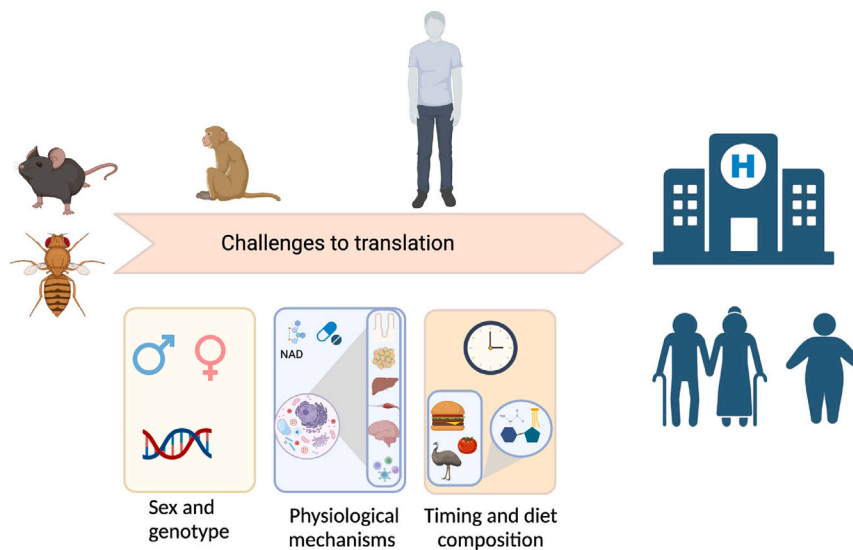 H
Challenges to translation
NAD
Sex and
genotype
Physiological
mechanisms
Timing and diet
composition